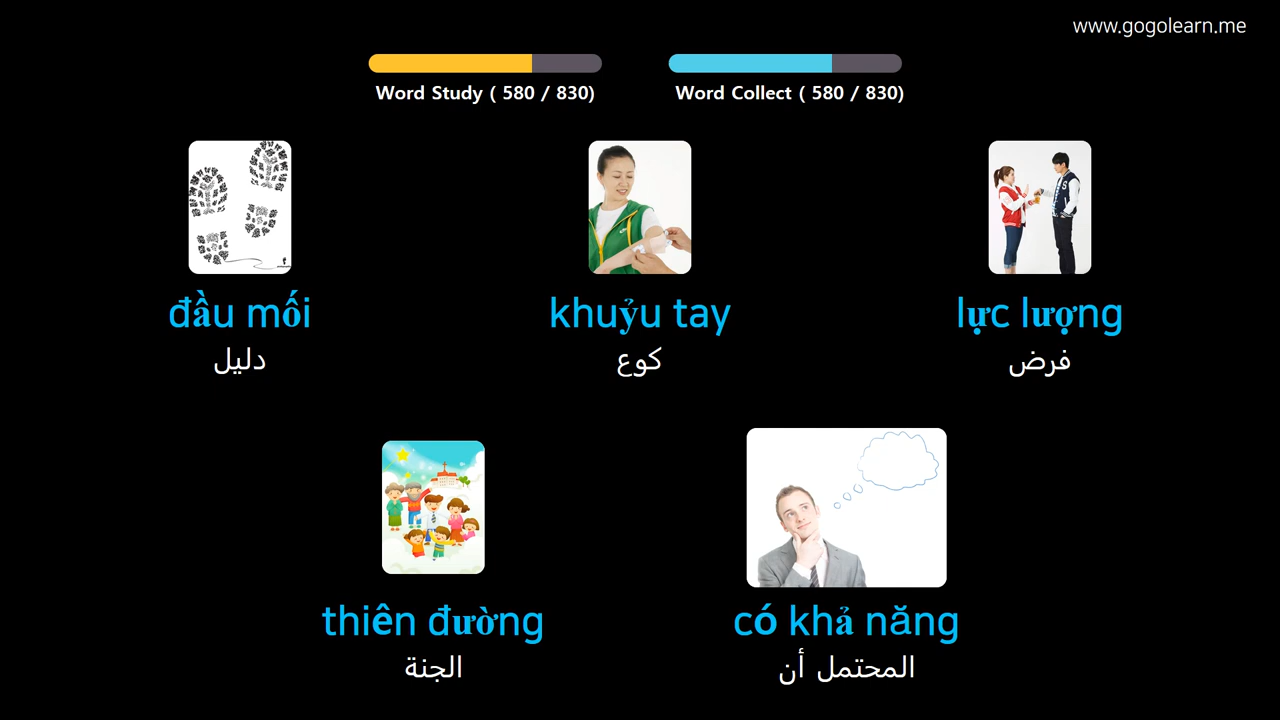 www.gogolearn.me
Word Study ( 580 / 830)
Word Collect ( 580 / 830)
đầu mối
دليل
khuỷu tay
كوع
lực lượng
فرض
thiên đường
الجنة
có khả năng
المحتمل أن